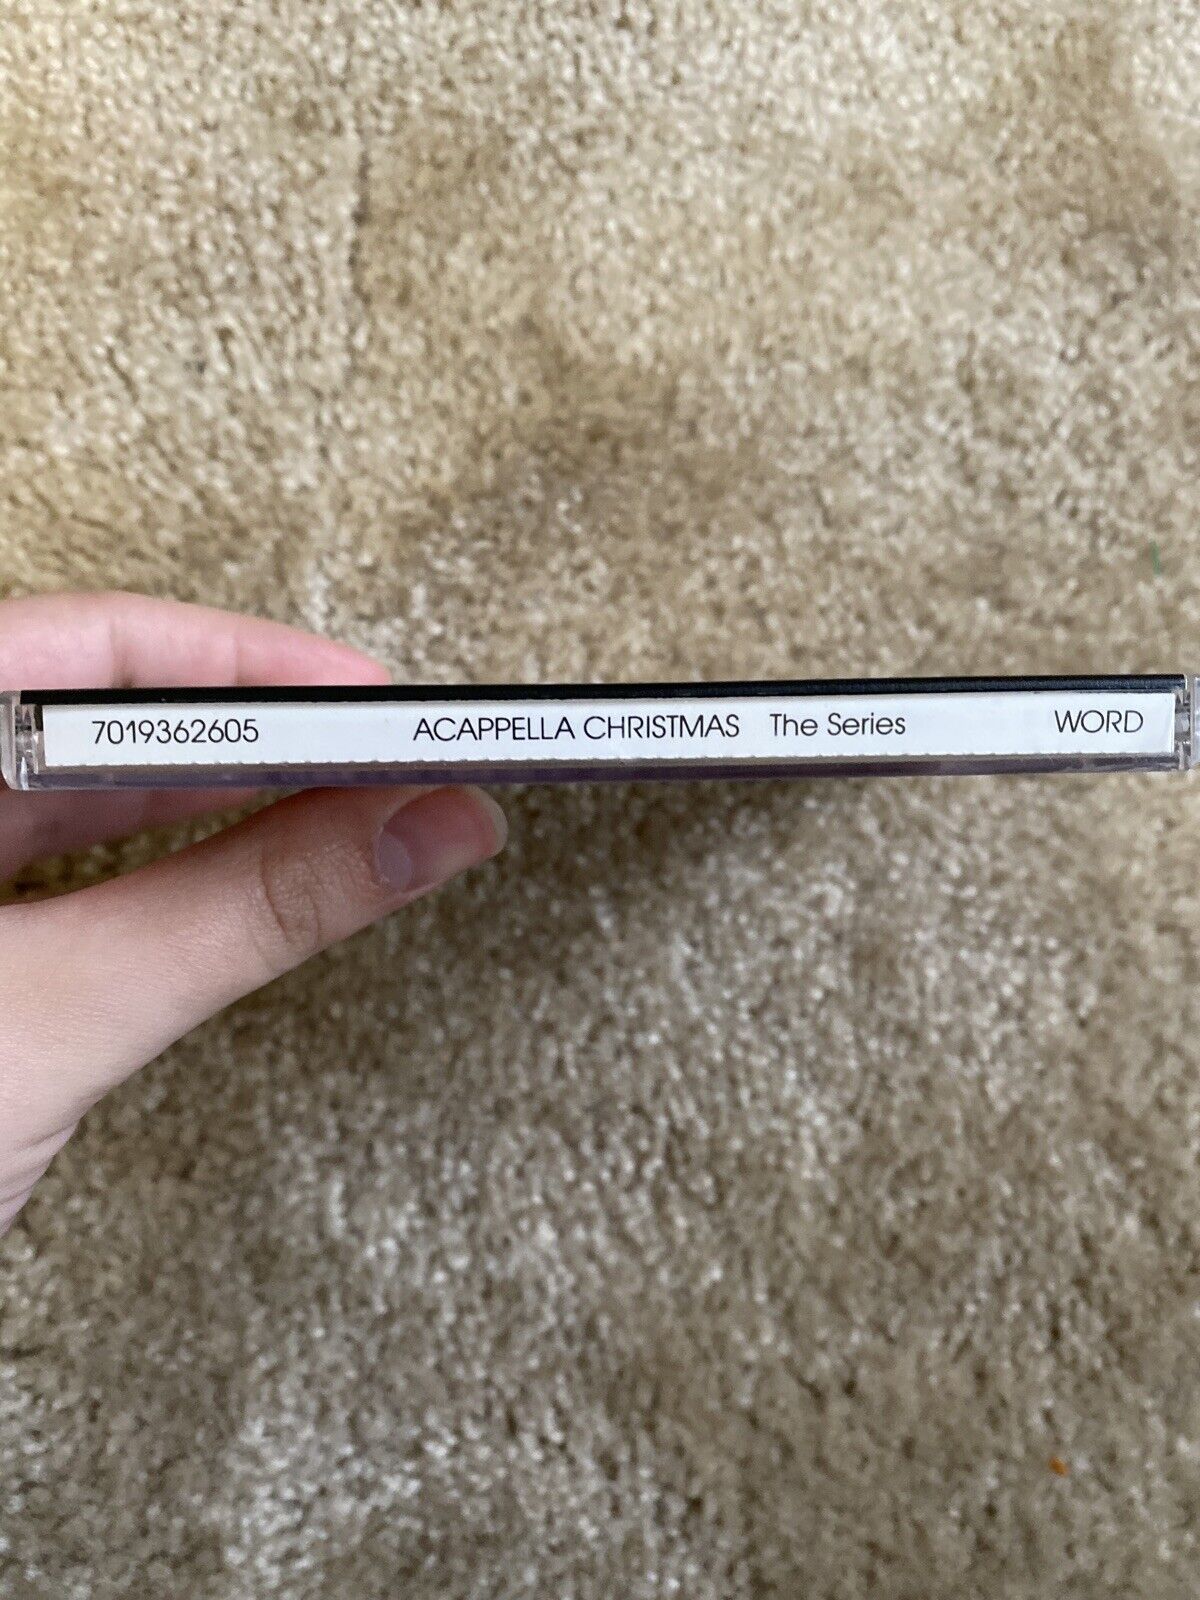 7019362605 ACAPPELLA CHRISTMAS The Series WORD